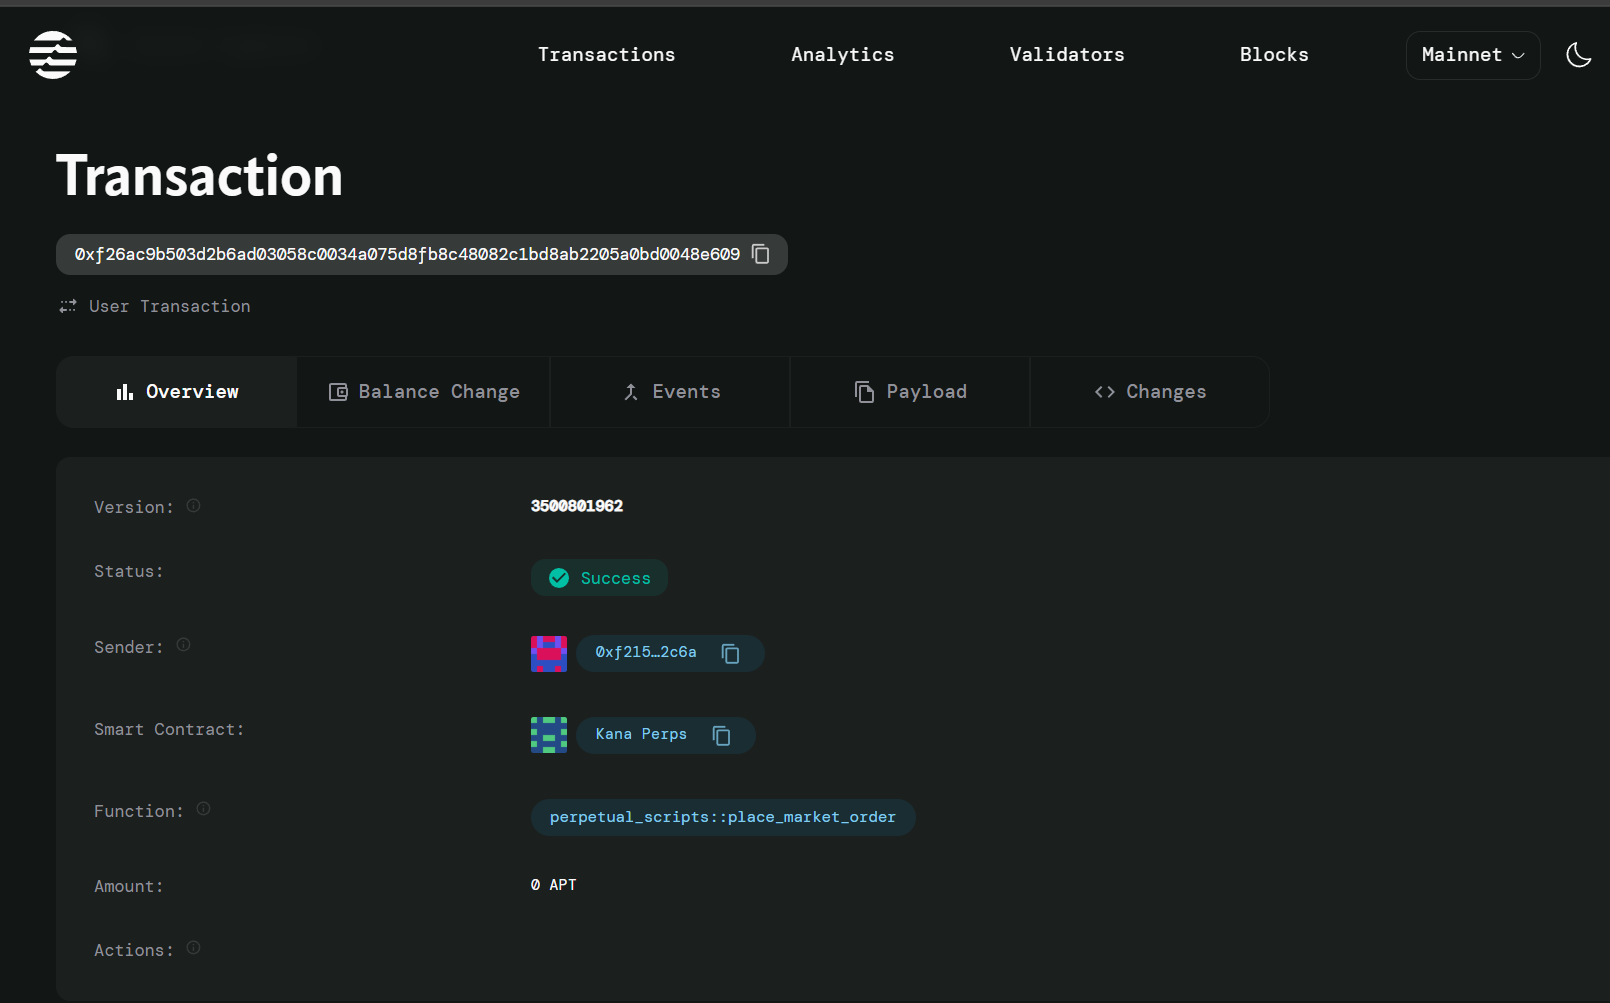 Transactions Analytics Validators Blocks Mainnet
Transaction
0xf26ac9b503d2b6ad03058c0034a075d8fb8c48082c1bd8ab2205a0bd0048e609
User Transaction
Overview Balance Change Events Payload Changes
Version: 3500801962
Status: Success
Sender: 0xf215…2c6a
Smart Contract: Kana Perps
Function: perpetual_scripts::place_market_order
Amount: 0 APT
Actions: